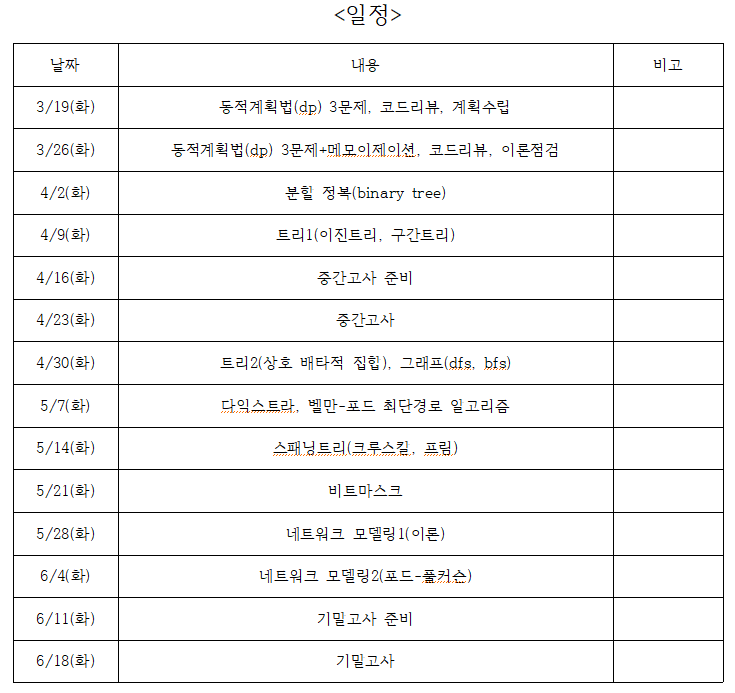 <일정>
날짜 내용 비고
3/19(화) 동적계획법(dp) 3문제, 코드리뷰, 계획수립
3/26(화) 동적계획법(dp) 3문제+메모이제이션, 코드리뷰, 이론점검
4/2(화) 분힐 정복(binary tree)
4/9(화) 트리1(이진트리, 구간트리)
4/16(화) 중간고사 준비
4/23(화) 중간고사
4/30(화) 트리2(상호 배타적 집힙), 그래프(dfs, bfs)
5/7(화) 다익스트라, 벨만-포드 최단경로 일고리즘
5/14(화) 스패닝트리(크루스킬, 프림)
5/21(화) 비트마스크
5/28(화) 네트워크 모델링1(이론)
6/4(화) 네트워크 모델링2(포드-풀커슨)
6/11(화) 기밀고사 준비
6/18(화) 기밀고사